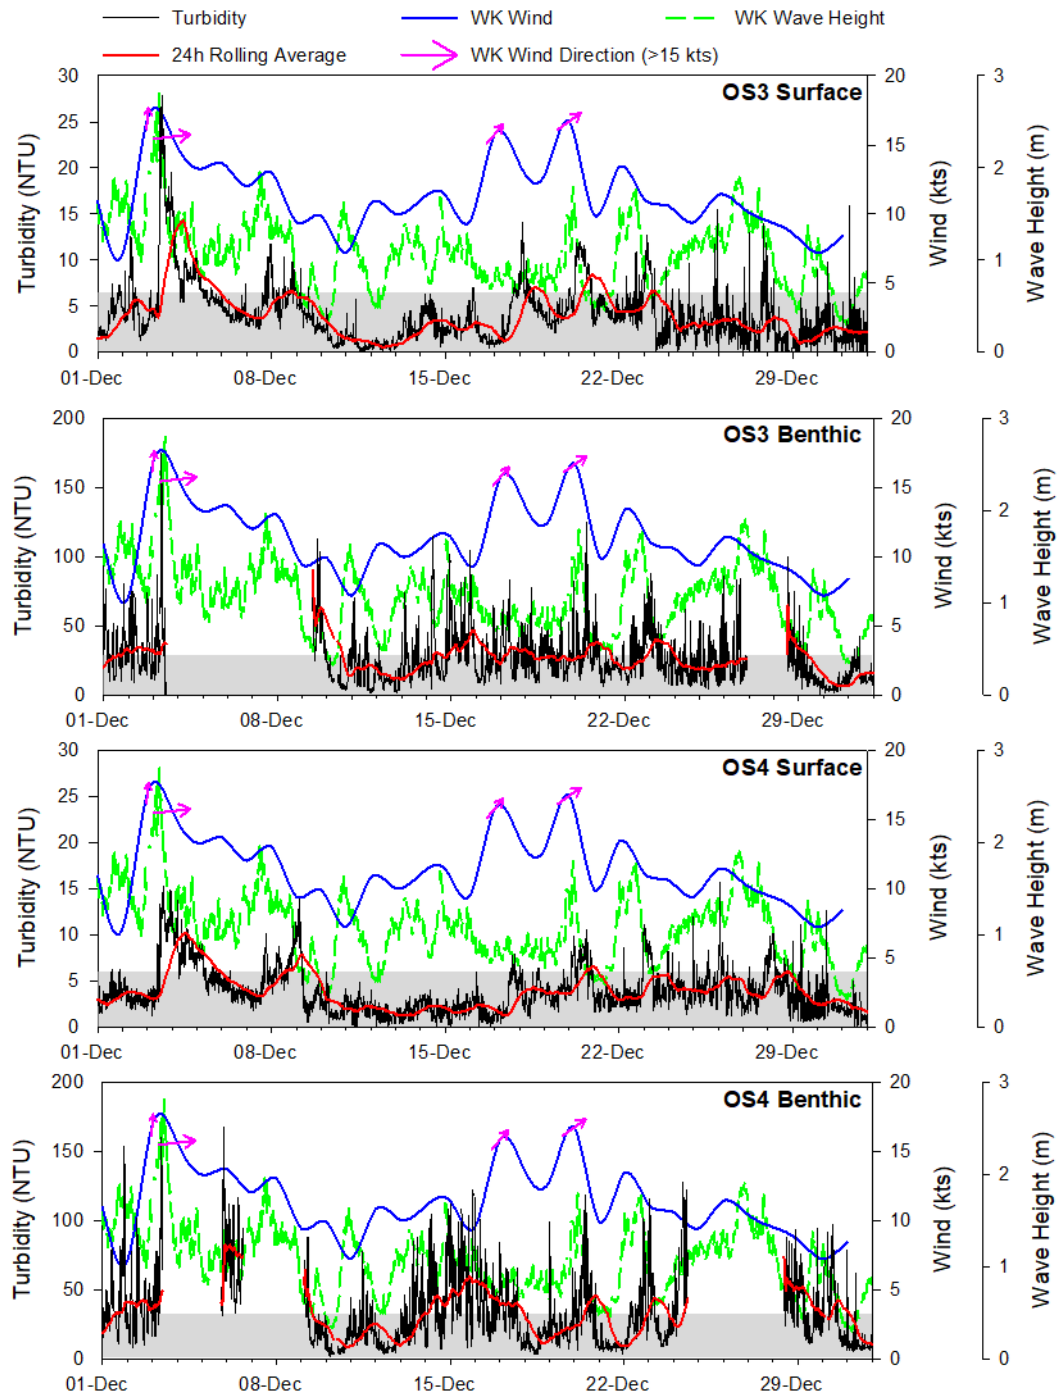 Turbidity WK Wind WK Wave Height
24h Rolling Average WK Wind Direction (>15 kts)
OS3 Surface
Turbidity (NTU)
30
25
20
15
10
5
0
Wind (kts)
20
15
10
5
0
Wave Height (m)
3
2
1
0
01-Dec 08-Dec 15-Dec 22-Dec 29-Dec
OS3 Benthic
Turbidity (NTU)
200
150
100
50
0
Wind (kts)
20
15
10
5
0
Wave Height (m)
3
2
1
0
01-Dec 08-Dec 15-Dec 22-Dec 29-Dec
OS4 Surface
Turbidity (NTU)
30
25
20
15
10
5
0
Wind (kts)
20
15
10
5
0
Wave Height (m)
3
2
1
0
01-Dec 08-Dec 15-Dec 22-Dec 29-Dec
OS4 Benthic
Turbidity (NTU)
200
150
100
50
0
Wind (kts)
20
15
10
5
0
Wave Height (m)
3
2
1
0
01-Dec 08-Dec 15-Dec 22-Dec 29-Dec